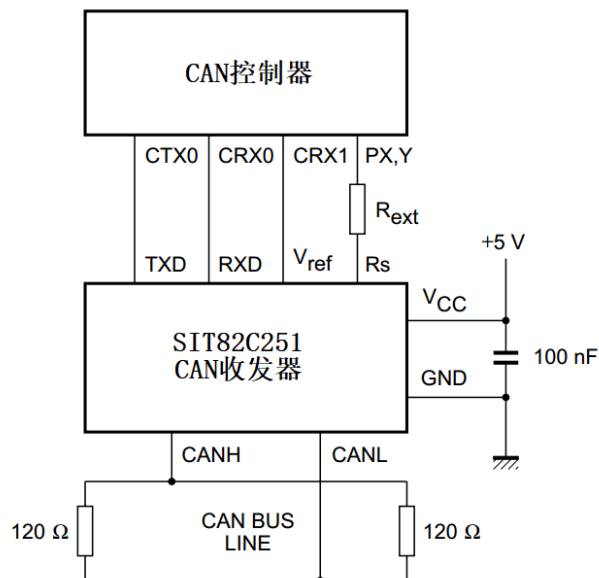 CAN控制器
CTX0 CRX0 CRX1 PX,Y
Rext
+5 V
TXD RXD Vref Rs
VCC
SIT82C251
CAN收发器
100 nF
GND
CANH CANL
120 Ω CAN BUS 120 Ω
LINE